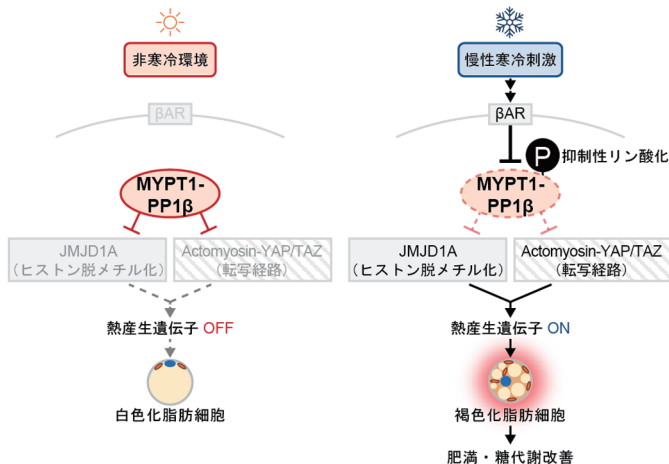 非寒冷環境
βAR
MYPT1-
PP1β
JMJD1A
（ヒストン脱メチル化）
Actomyosin-YAP/TAZ
（転写経路）
熱産生遺伝子 OFF
白色化脂肪細胞
慢性寒冷刺激
βAR
P
抑制性リン酸化
MYPT1-
PP1β
JMJD1A
（ヒストン脱メチル化）
Actomyosin-YAP/TAZ
（転写経路）
熱産生遺伝子 ON
褐色化脂肪細胞
肥満・糖代謝改善